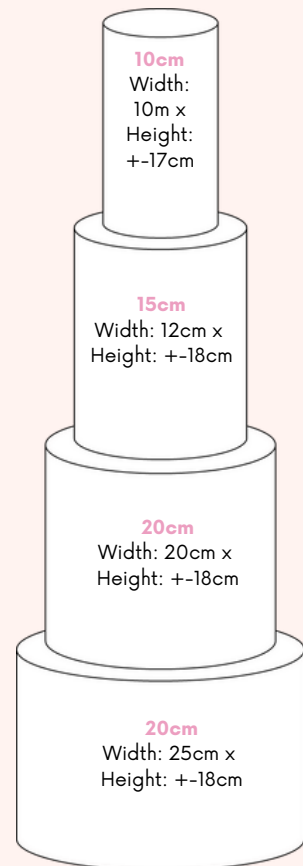 10cm
Width:
10m x
Height:
+-17cm
15cm
Width: 12cm x
Height: +-18cm
20cm
Width: 20cm x
Height: +-18cm
20cm
Width: 25cm x
Height: +-18cm